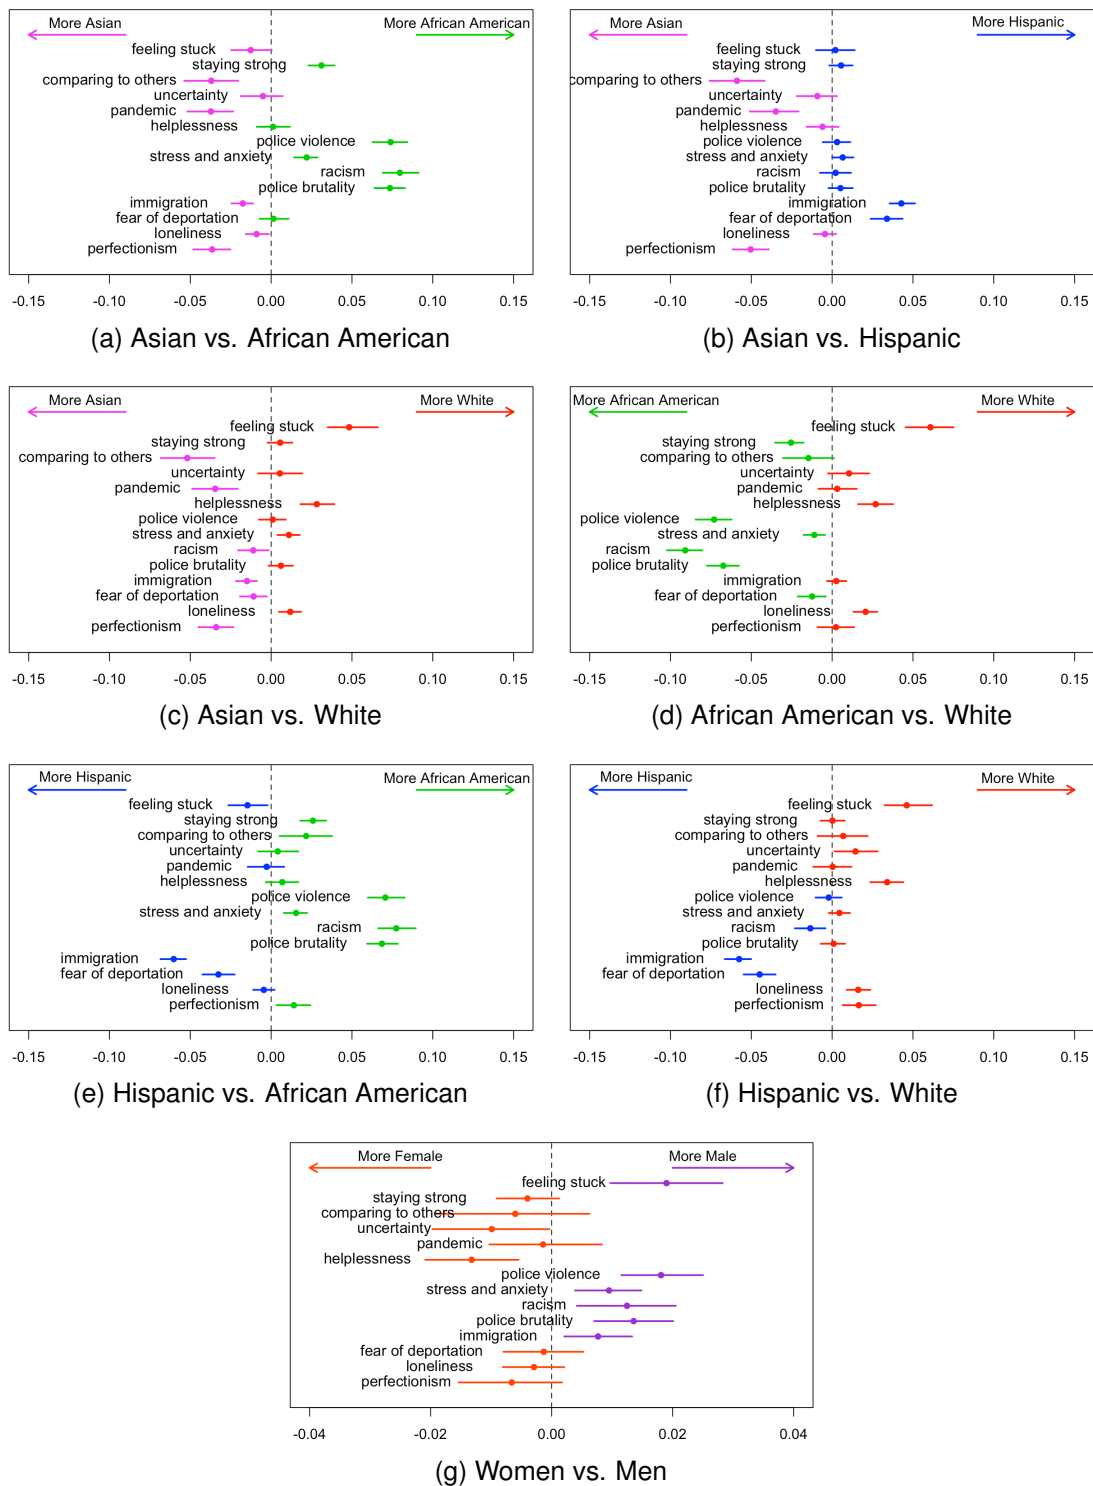 More Asian
More African American
feeling stuck
staying strong
comparing to others
uncertainty
pandemic
helplessness
police violence
stress and anxiety
racism
police brutality
immigration
fear of deportation
loneliness
perfectionism
-0.15 -0.05 0.00 0.05 0.10 0.15
(a) Asian vs. African American
More Asian
More Hispanic
feeling stuck
staying strong
comparing to others
uncertainty
pandemic
helplessness
police violence
stress and anxiety
racism
police brutality
immigration
fear of deportation
loneliness
perfectionism
-0.15 -0.05 0.00 0.05 0.10 0.15
(b) Asian vs. Hispanic
More Asian
More White
feeling stuck
staying strong
comparing to others
uncertainty
pandemic
helplessness
police violence
stress and anxiety
racism
police brutality
immigration
fear of deportation
loneliness
perfectionism
-0.15 -0.05 0.00 0.05 0.10 0.15
(c) Asian vs. White
More African American
More White
feeling stuck
staying strong
comparing to others
uncertainty
pandemic
helplessness
police violence
stress and anxiety
racism
police brutality
immigration
fear of deportation
loneliness
perfectionism
-0.15 -0.05 0.00 0.05 0.10 0.15
(d) African American vs. White
More Hispanic
More African American
feeling stuck
staying strong
comparing to others
uncertainty
pandemic
helplessness
police violence
stress and anxiety
racism
police brutality
immigration
fear of deportation
loneliness
perfectionism
-0.15 -0.05 0.00 0.05 0.10 0.15
(e) Hispanic vs. African American
More Hispanic
More White
feeling stuck
staying strong
comparing to others
uncertainty
pandemic
helplessness
police violence
stress and anxiety
racism
police brutality
immigration
fear of deportation
loneliness
perfectionism
-0.15 -0.05 0.00 0.05 0.10 0.15
(f) Hispanic vs. White
More Female
More Male
feeling stuck
staying strong
comparing to others
uncertainty
pandemic
helplessness
police violence
stress and anxiety
racism
police brutality
immigration
fear of deportation
loneliness
perfectionism
-0.04 -0.02 0.00 0.02 0.04
(g) Women vs. Men